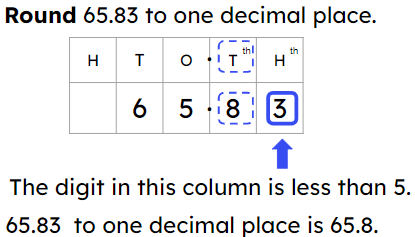 Round 65.83 to one decimal place.
H T O . Tth Hth
6 5 . 8 3
The digit in this column is less than 5.
65.83 to one decimal place is 65.8.